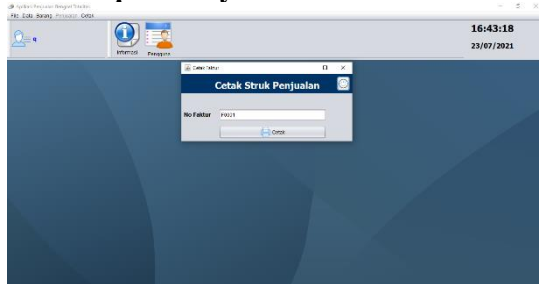 File Data Barang Penjualan Cetak
16:43:18
23/07/2021
Informasi
Pengguna
Cetak Faktur
Cetak Struk Penjualan
No Faktur
Cetak